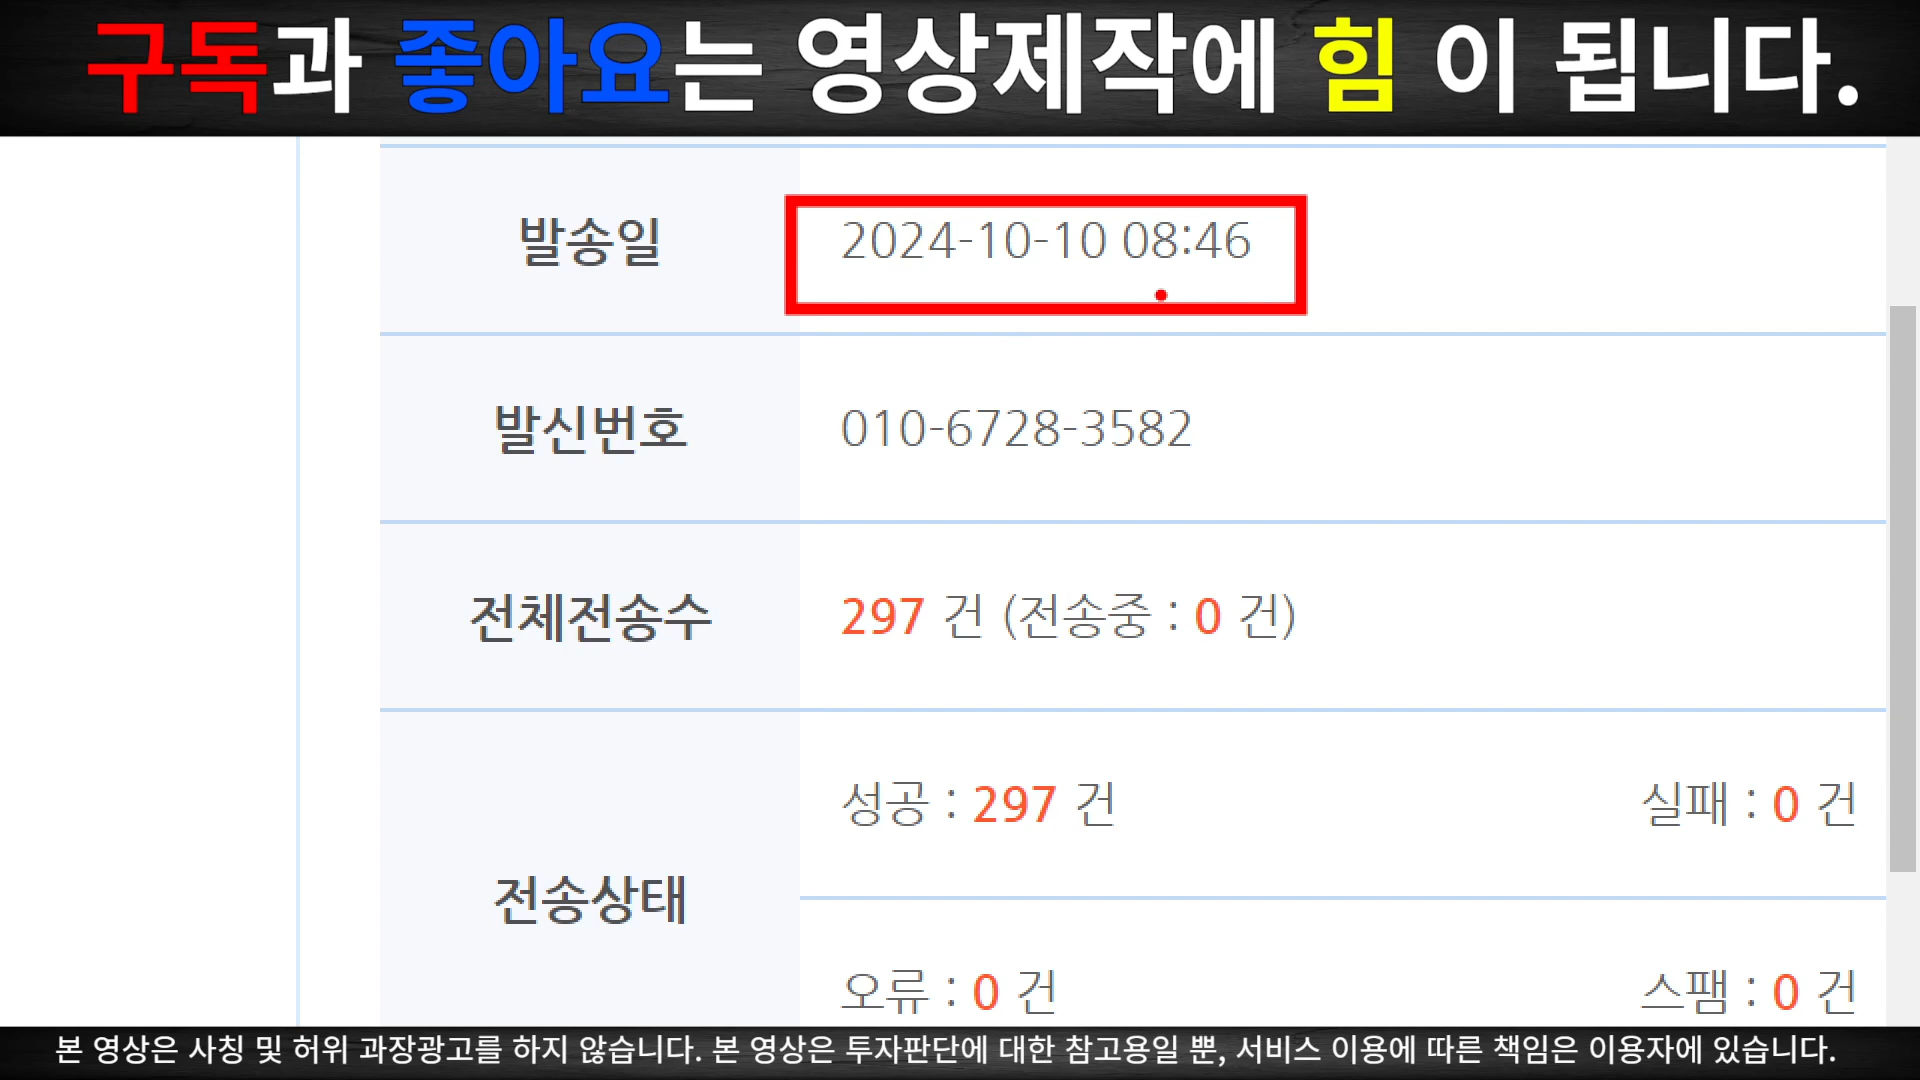 구독과 좋아요는 영상제작에 힘 이 됩니다.
발송일 2024-10-10 08:46
발신번호 010-6728-3582
전체전송수 297 건 (전송중 : 0 건)
성공 : 297 건 실패 : 0 건
전송상태
오류 : 0 건 스팸 : 0 건
본 영상은 사칭 및 허위 과장광고를 하지 않습니다. 본 영상은 투자판단에 대한 참고용일 뿐, 서비스 이용에 따른 책임은 이용자에 있습니다.